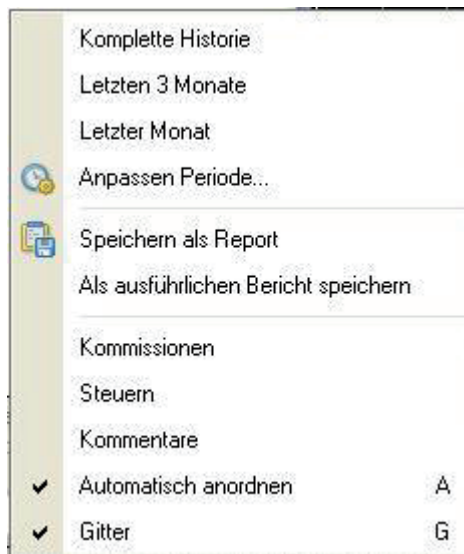 Komplette Historie
Letzten 3 Monate
Letzter Monat
Anpassen Periode...
Speichern als Report
Als ausführlichen Bericht speichern
Kommissionen
Steuern
Kommentare
Automatisch anordnen A
Gitter G